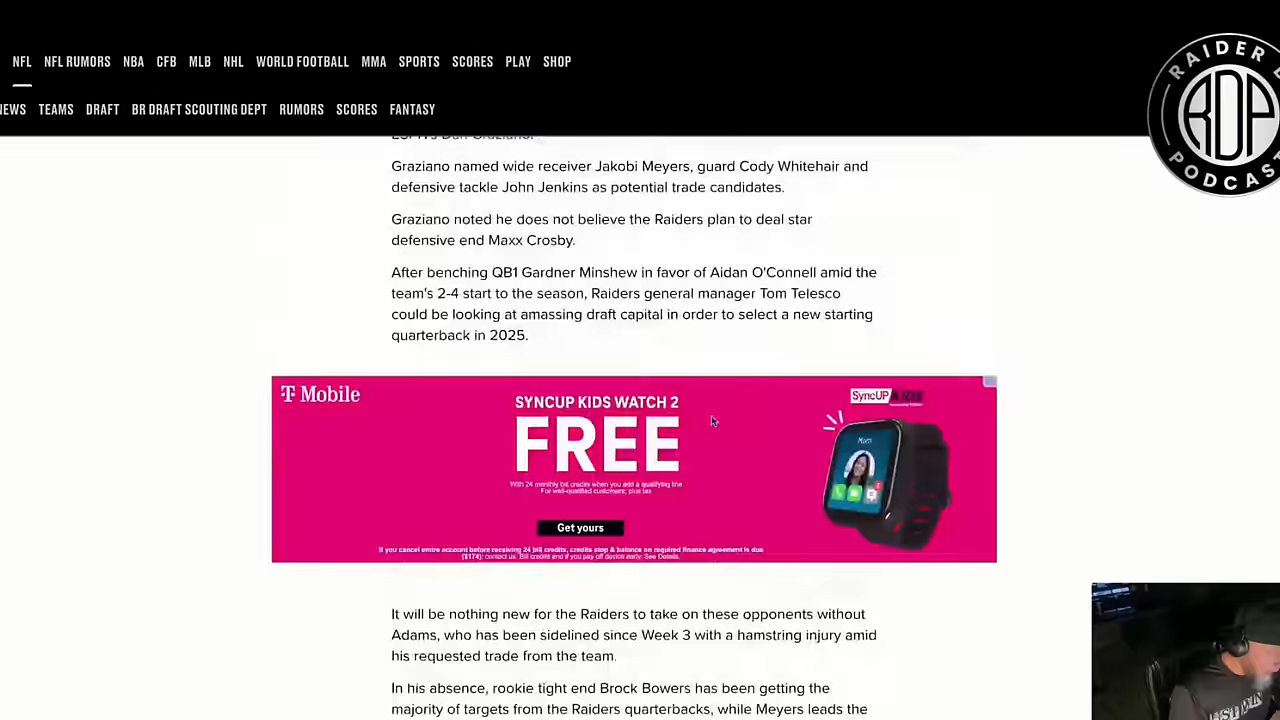 NFL NFL RUMORS NBA CFB MLB NHL WORLD FOOTBALL MMA SPORTS SCORES PLAY SHOP
NEWS TEAMS DRAFT BR DRAFT SCOUTING DEPT RUMORS SCORES FANTASY
RAIDER
RDP
PODCAST
ESPN's Dan Graziano.
Graziano named wide receiver Jakobi Meyers, guard Cody Whitehair and
defensive tackle John Jenkins as potential trade candidates.
Graziano noted he does not believe the Raiders plan to deal star
defensive end Maxx Crosby.
After benching QB1 Gardner Minshew in favor of Aidan O'Connell amid the
team's 2-4 start to the season, Raiders general manager Tom Telesco
could be looking at amassing draft capital in order to select a new starting
quarterback in 2025.
T Mobile
SYNCUP KIDS WATCH 2
FREE
With 24 monthly bill credits when you add a qualifying line
For well-qualified customers; plus tax
Get yours
If you cancel entire account before receiving 24 bill credits, credits stop & balance on required finance agreement is due
($174); contact us. Bill credits end if you pay off device early. See Details.
SyncUP
Mom
It will be nothing new for the Raiders to take on these opponents without
Adams, who has been sidelined since Week 3 with a hamstring injury amid
his requested trade from the team.
In his absence, rookie tight end Brock Bowers has been getting the
majority of targets from the Raiders quarterbacks, while Meyers leads the